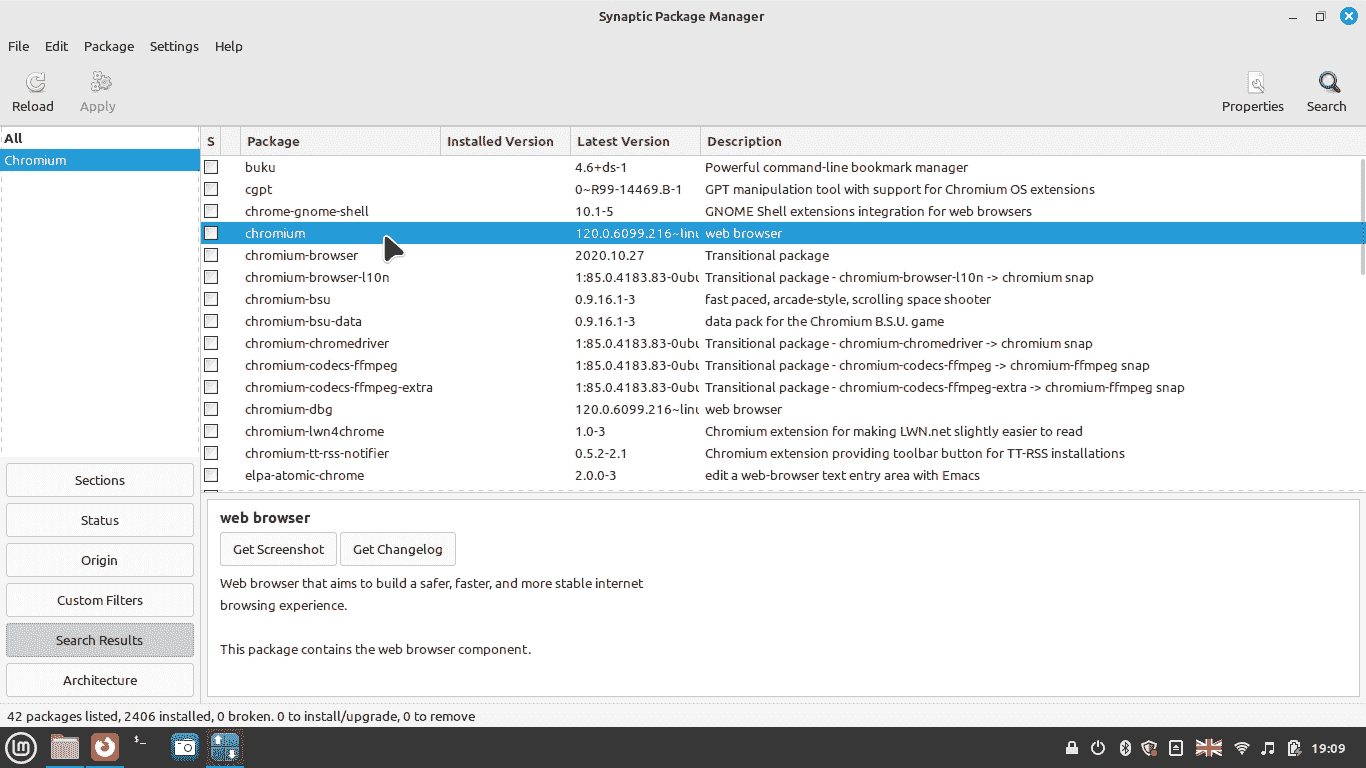 Synaptic Package Manager
File Edit Package Settings Help
Reload Apply Properties Search
All
Chromium
S Package Installed Version Latest Version Description
buku 4.6+ds-1 Powerful command-line bookmark manager
cgpt 0~R99-14469.B-1 GPT manipulation tool with support for Chromium OS extensions
chrome-gnome-shell 10.1-5 GNOME Shell extensions integration for web browsers
chromium 120.0.6099.216~linu web browser
chromium-browser 2020.10.27 Transitional package
chromium-browser-l10n 1:85.0.4183.83-0ubu Transitional package - chromium-browser-l10n -> chromium snap
chromium-bsu 0.9.16.1-3 fast paced, arcade-style, scrolling space shooter
chromium-bsu-data 0.9.16.1-3 data pack for the Chromium B.S.U. game
chromium-chromedriver 1:85.0.4183.83-0ubu Transitional package - chromium-chromedriver -> chromium snap
chromium-codecs-ffmpeg 1:85.0.4183.83-0ubu Transitional package - chromium-codecs-ffmpeg -> chromium-ffmpeg snap
chromium-codecs-ffmpeg-extra 1:85.0.4183.83-0ubu Transitional package - chromium-codecs-ffmpeg-extra -> chromium-ffmpeg snap
chromium-dbg 120.0.6099.216~linu web browser
chromium-lwn4chrome 1.0-3 Chromium extension for making LWN.net slightly easier to read
chromium-tt-rss-notifier 0.5.2-2.1 Chromium extension providing toolbar button for TT-RSS installations
elpa-atomic-chrome 2.0.0-3 edit a web-browser text entry area with Emacs
Sections
Status
Origin
Custom Filters
Search Results
Architecture
web browser
Get Screenshot Get Changelog
Web browser that aims to build a safer, faster, and more stable internet
browsing experience.
This package contains the web browser component.
42 packages listed, 2406 installed, 0 broken. 0 to install/upgrade, 0 to remove
19:09